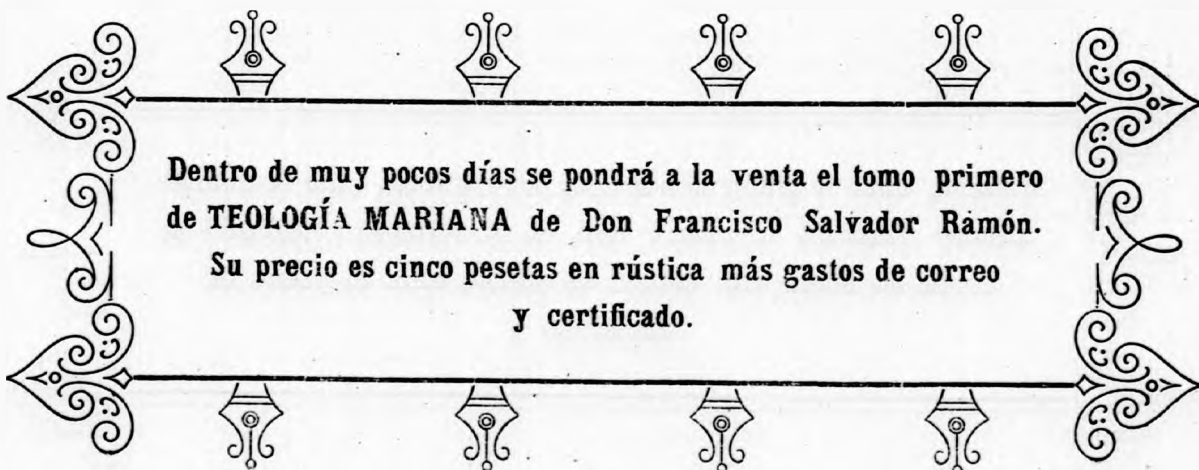 Dentro de muy pocos días se pondrá a la venta el tomo primero
de TEOLOGÍA MARIANA de Don Francisco Salvador Ramón.
Su precio es cinco pesetas en rústica más gastos de correo
y certificado.